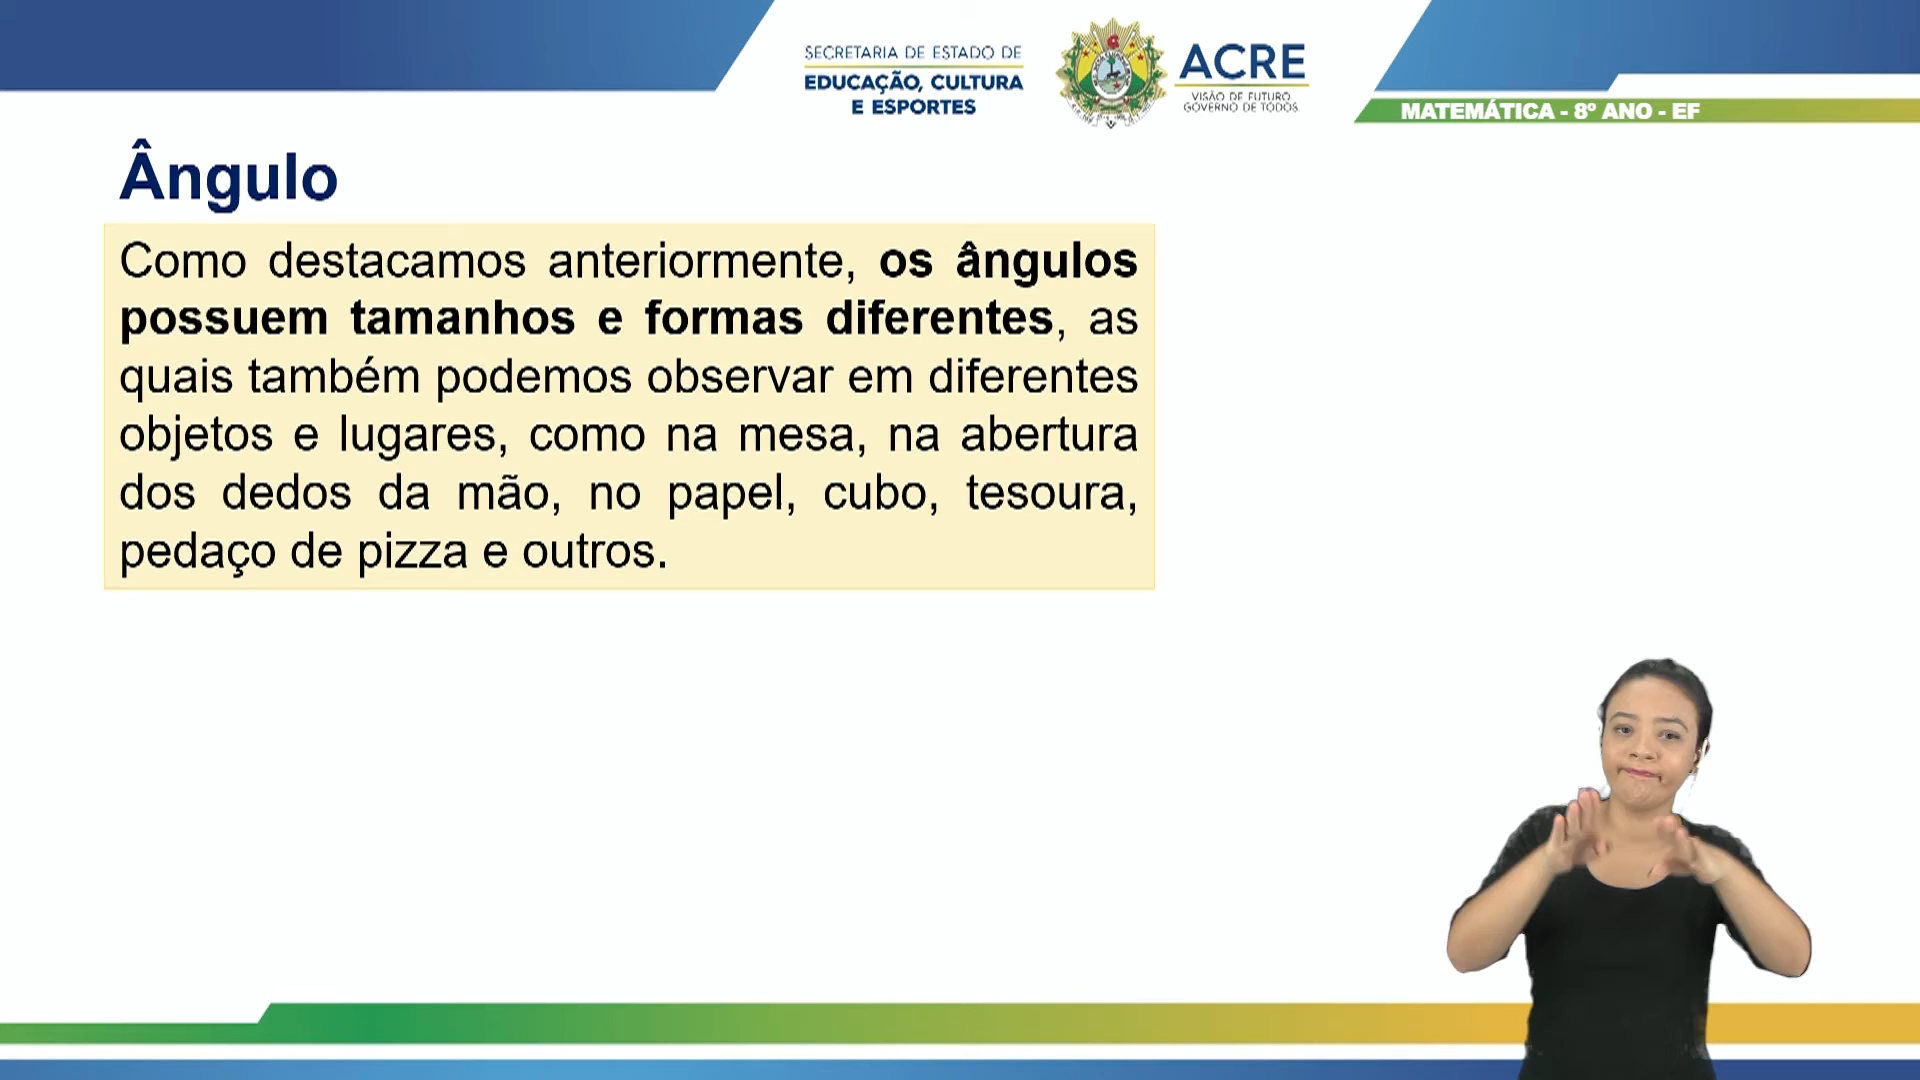 SECRETARIA DE ESTADO DE
EDUCAÇÃO, CULTURA
E ESPORTES
ACRE
VISÃO DE FUTURO
GOVERNO DE TODOS
MATEMÁTICA - 8º ANO - EF
Ângulo
Como destacamos anteriormente, os ângulos
possuem tamanhos e formas diferentes, as
quais também podemos observar em diferentes
objetos e lugares, como na mesa, na abertura
dos dedos da mão, no papel, cubo, tesoura,
pedaço de pizza e outros.